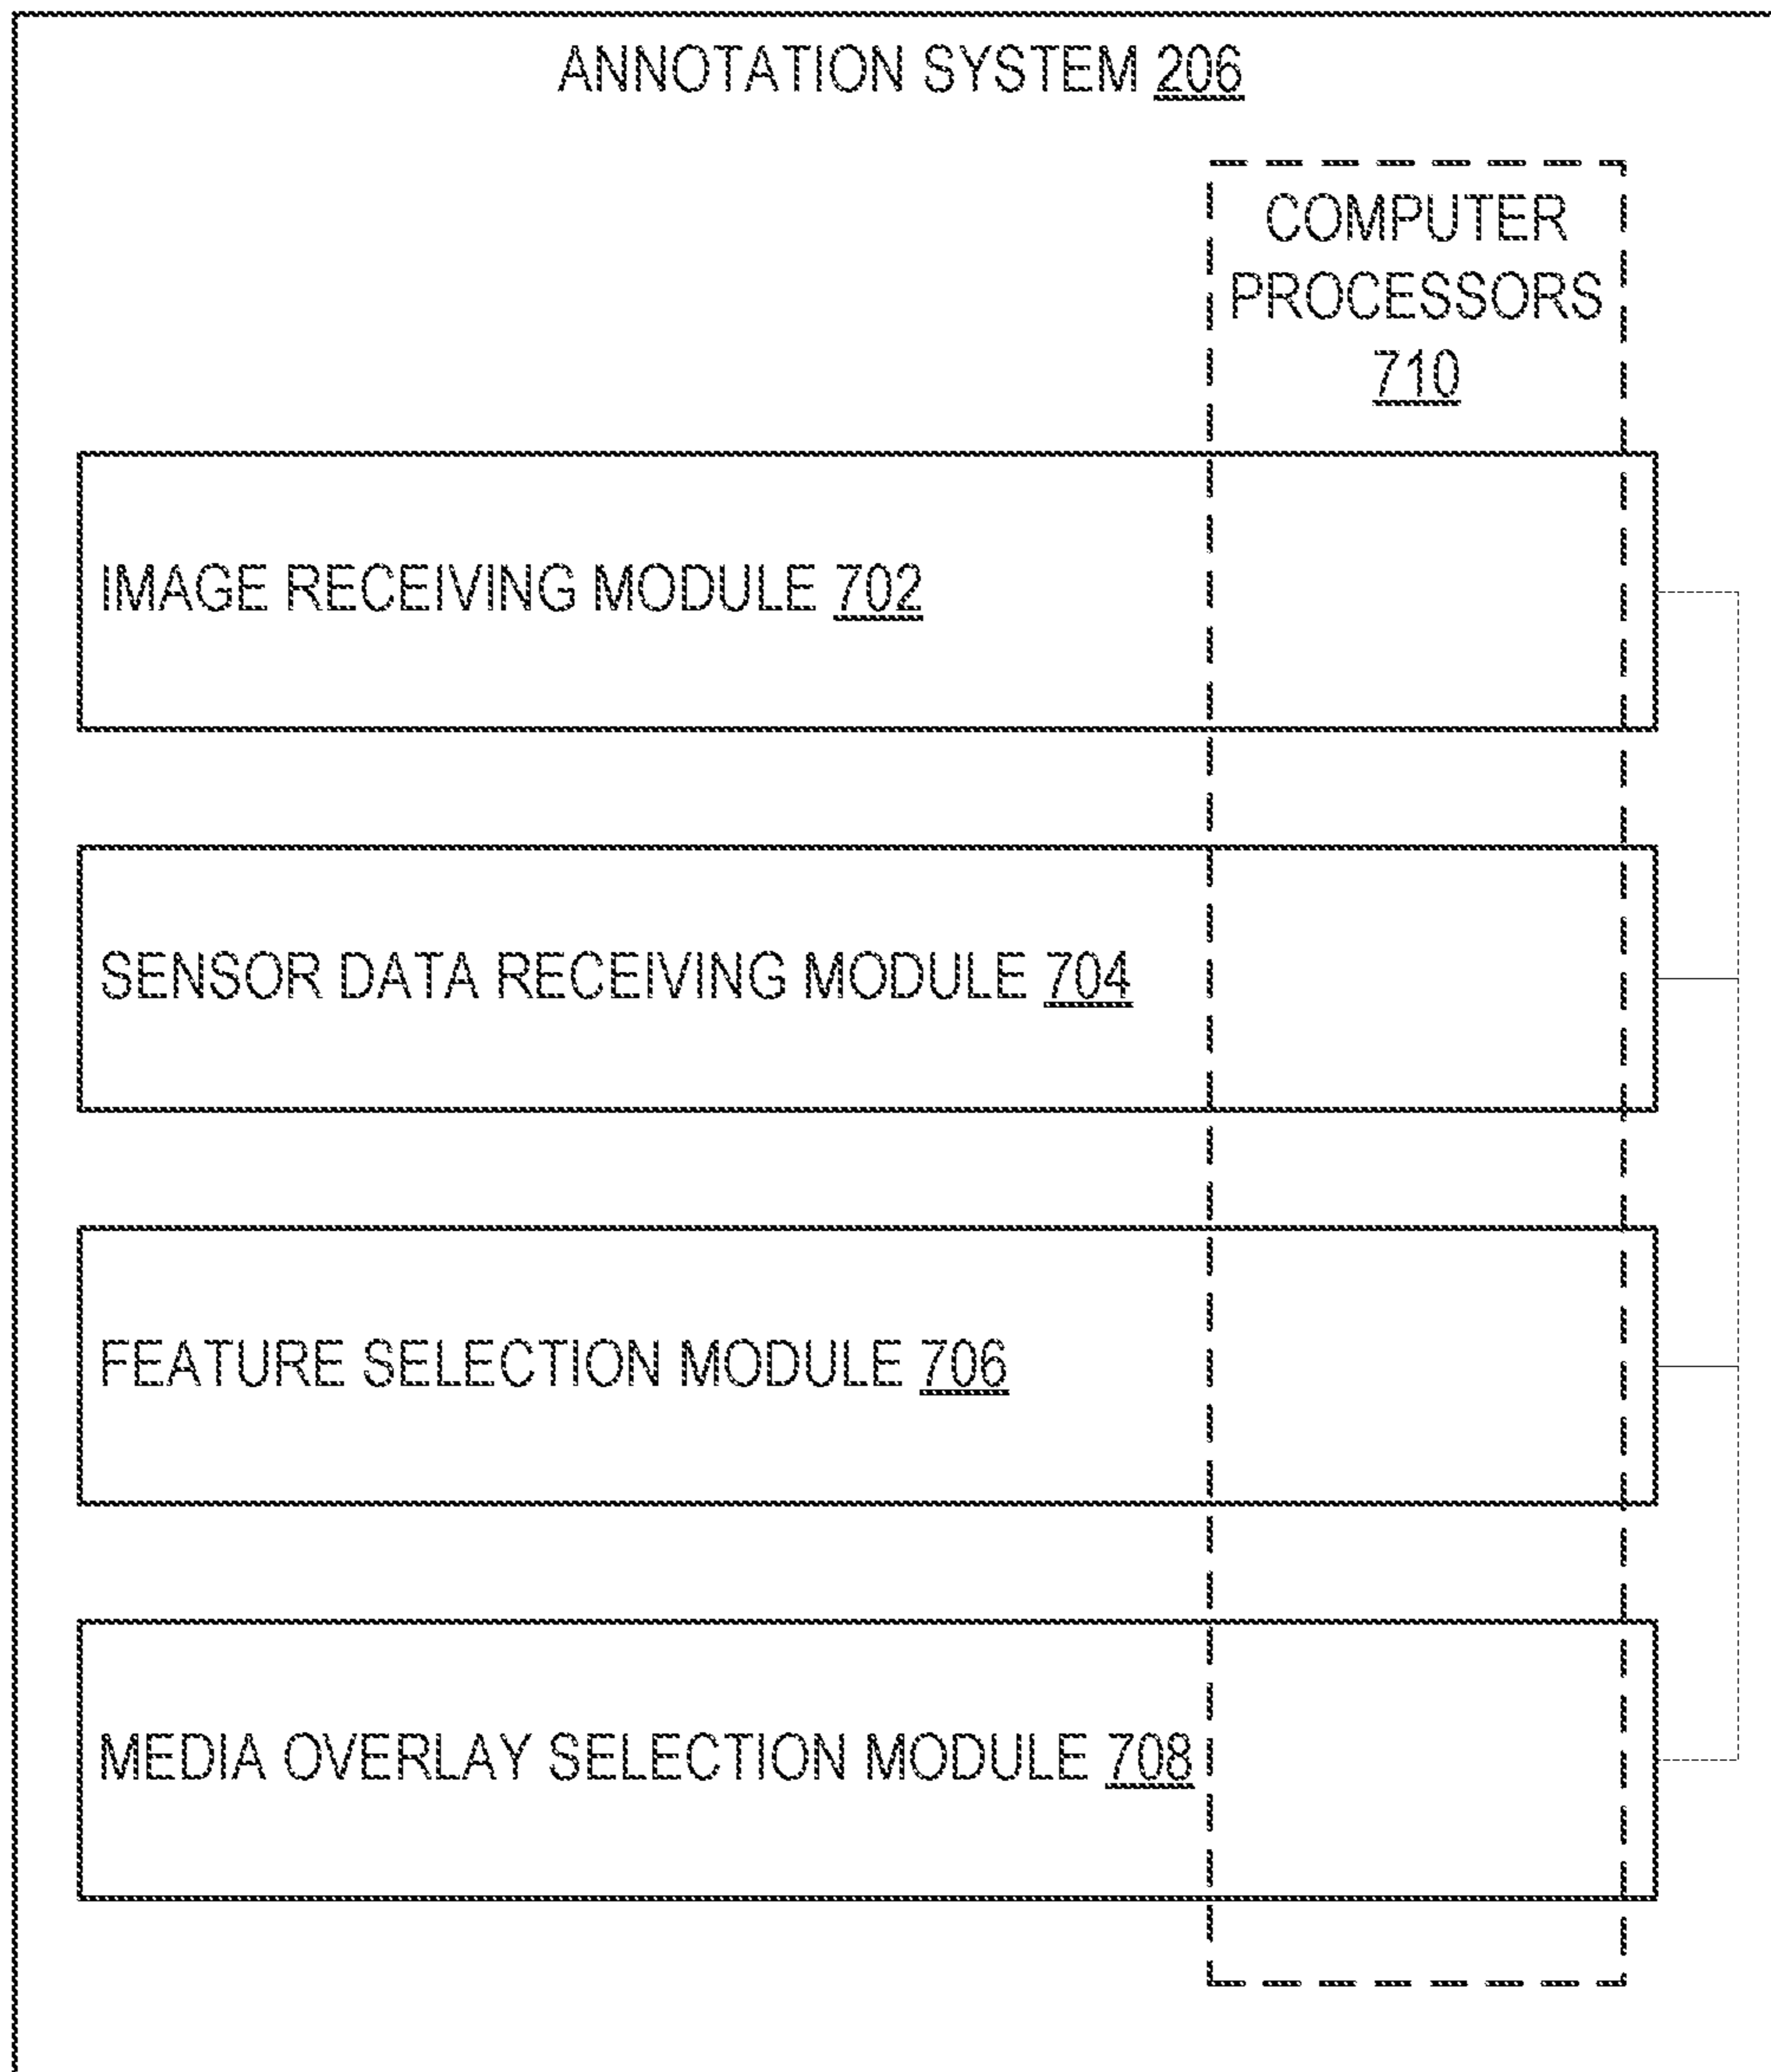 ANNOTATION SYSTEM 206
COMPUTER
PROCESSORS
710
IMAGE RECEIVING MODULE 702
SENSOR DATA RECEIVING MODULE 704
FEATURE SELECTION MODULE 706
MEDIA OVERLAY SELECTION MODULE 708